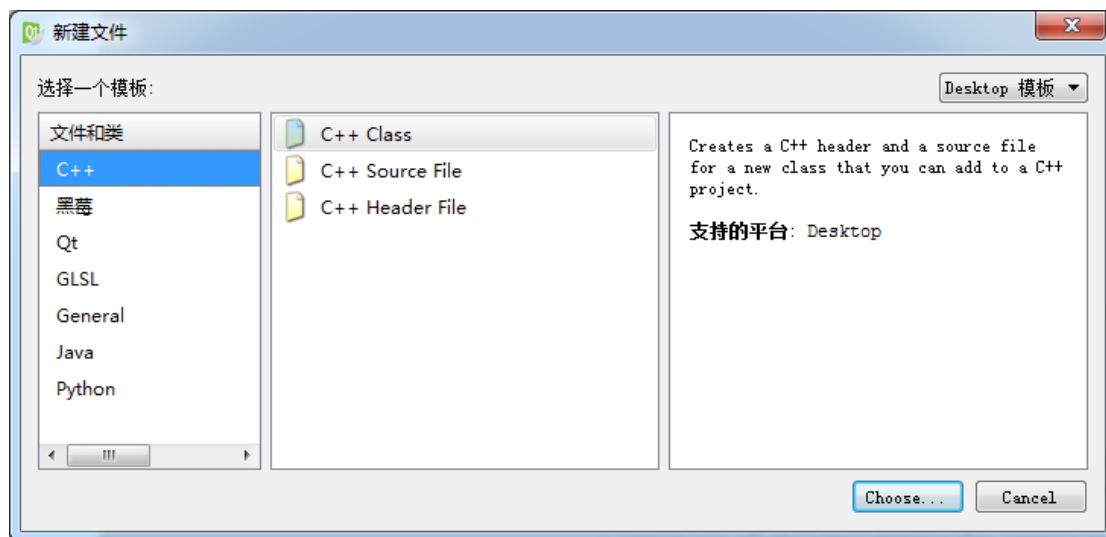 新建文件
选择一个模板:
Desktop 模板
文件和类
C++
黑莓
Qt
GLSL
General
Java
Python
C++ Class
C++ Source File
C++ Header File
Creates a C++ header and a source file
for a new class that you can add to a C++
project.
支持的平台: Desktop
Choose...
Cancel